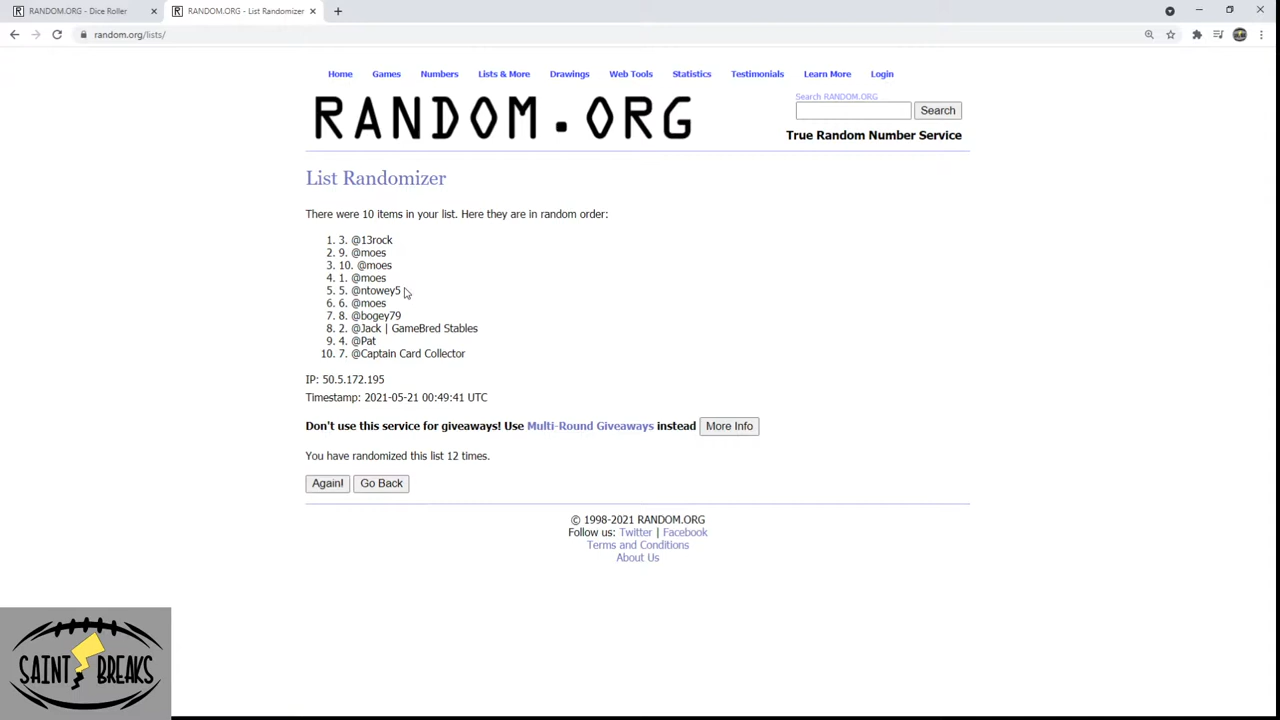 RANDOM.ORG - Dice Roller
RANDOM.ORG - List Randomizer
random.org/lists/
Home Games Numbers Lists & More Drawings Web Tools Statistics Testimonials Learn More Login
RANDOM.ORG
Search RANDOM.ORG
Search
True Random Number Service
List Randomizer
There were 10 items in your list. Here they are in random order:
1. 3. @13rock
2. 9. @moes
3. 10. @moes
4. 1. @moes
5. 5. @ntowey5
6. 6. @moes
7. 8. @bogey79
8. 2. @Jack | GameBred Stables
9. 4. @Pat
10. 7. @Captain Card Collector
IP: 50.5.172.195
Timestamp: 2021-05-21 00:49:41 UTC
Don't use this service for giveaways! Use Multi-Round Giveaways instead More Info
You have randomized this list 12 times.
Again! Go Back
© 1998-2021 RANDOM.ORG
Follow us: Twitter | Facebook
Terms and Conditions
About Us
SAINT BREAKS